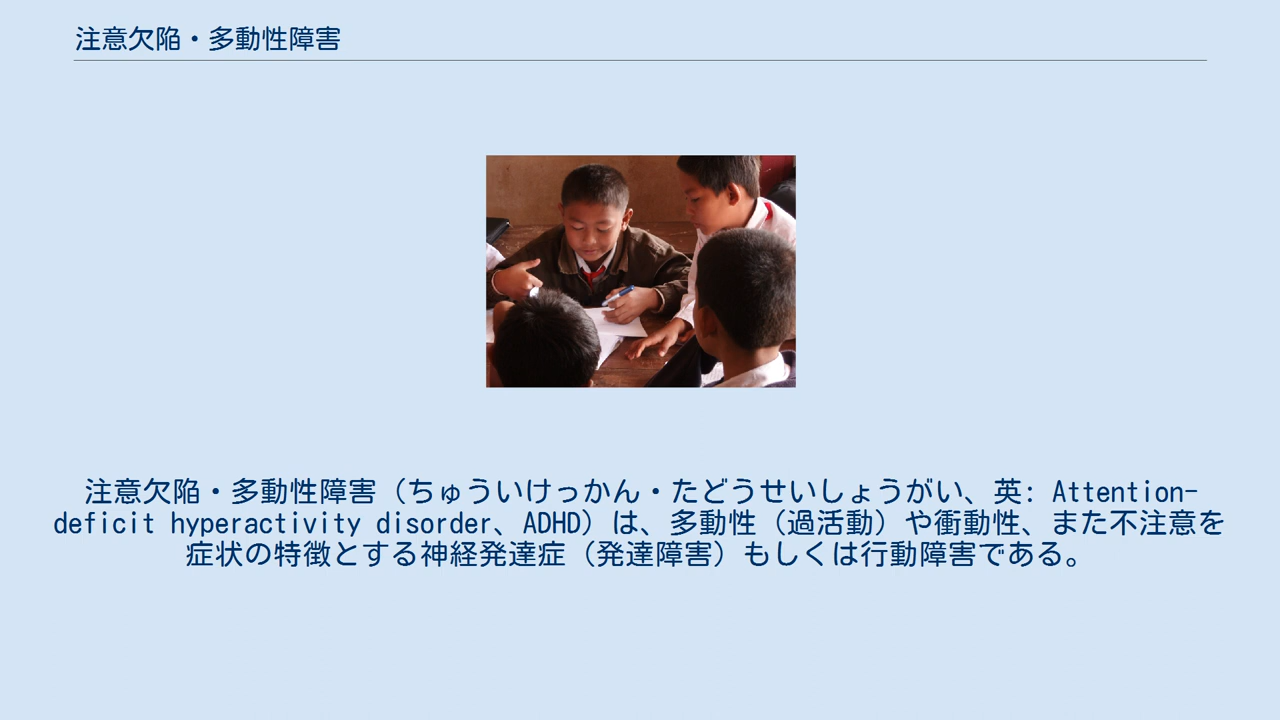 注意欠陥・多動性障害
注意欠陥・多動性障害（ちゅういけっかん・たどうせいしょうがい、英: Attention-
deficit hyperactivity disorder、ADHD）は、多動性（過活動）や衝動性、また不注意を
症状の特徴とする神経発達症（発達障害）もしくは行動障害である。